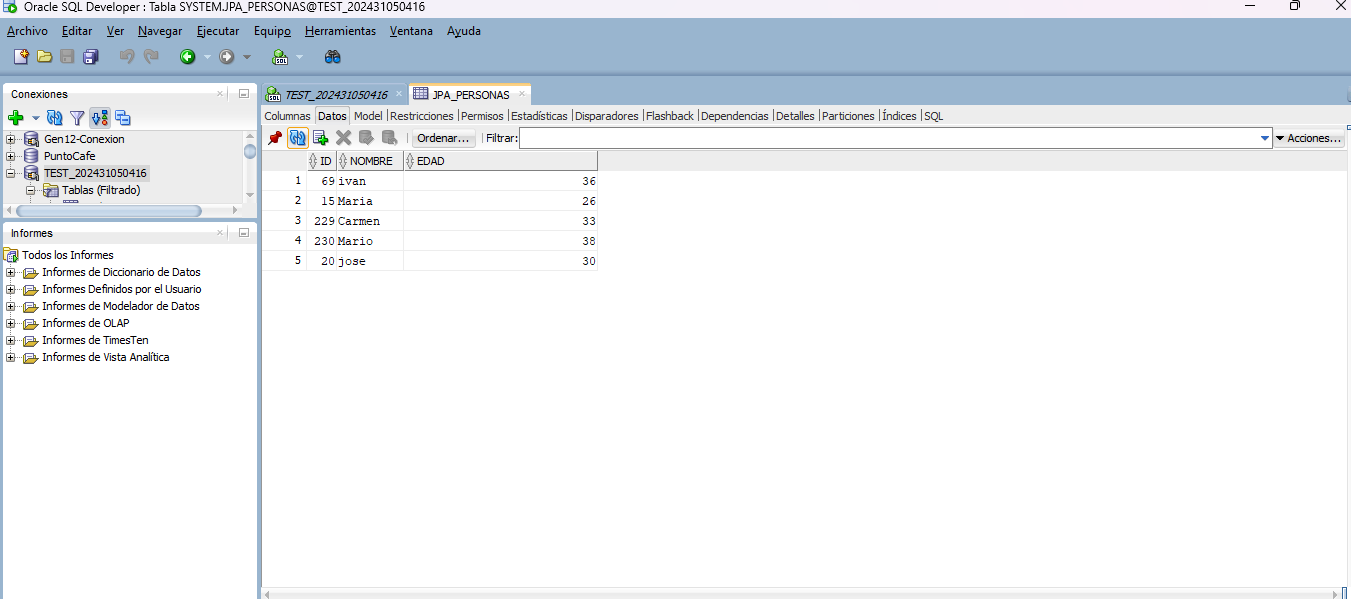 Oracle SQL Developer : Tabla SYSTEM.JPA_PERSONAS@TEST_202431050416
Archivo Editar Ver Navegar Ejecutar Equipo Herramientas Ventana Ayuda
Conexiones
Gen12-Conexion
PuntoCafe
TEST_202431050416
Tablas (Filtrado)
Informes
Todos los Informes
Informes de Diccionario de Datos
Informes Definidos por el Usuario
Informes de Modelador de Datos
Informes de OLAP
Informes de TimesTen
Informes de Vista Analítica
TEST_202431050416 JPA_PERSONAS
Columnas Datos Model Restricciones Permisos Estadísticas Disparadores Flashback Dependencias Detalles Particiones Índices SQL
Ordenar... Filtrar: Acciones...
ID NOMBRE EDAD
1 69 ivan 36
2 15 Maria 26
3 229 Carmen 33
4 230 Mario 38
5 20 jose 30